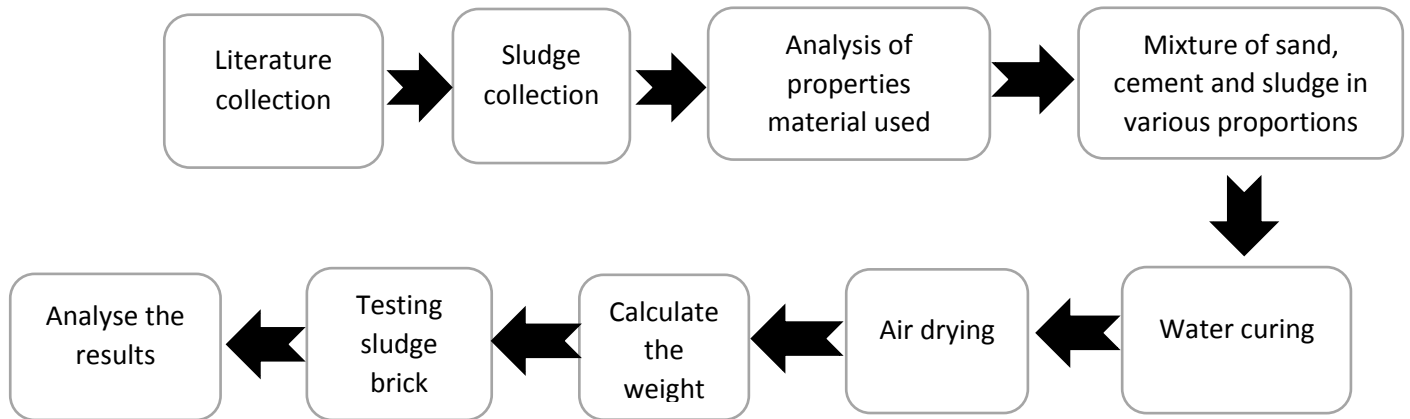 Literature
collection
Sludge
collection
Analysis of
properties
material used
Mixture of sand,
cement and sludge in
various proportions
Water curing
Air drying
Calculate
the
weight
Testing
sludge
brick
Analyse the
results